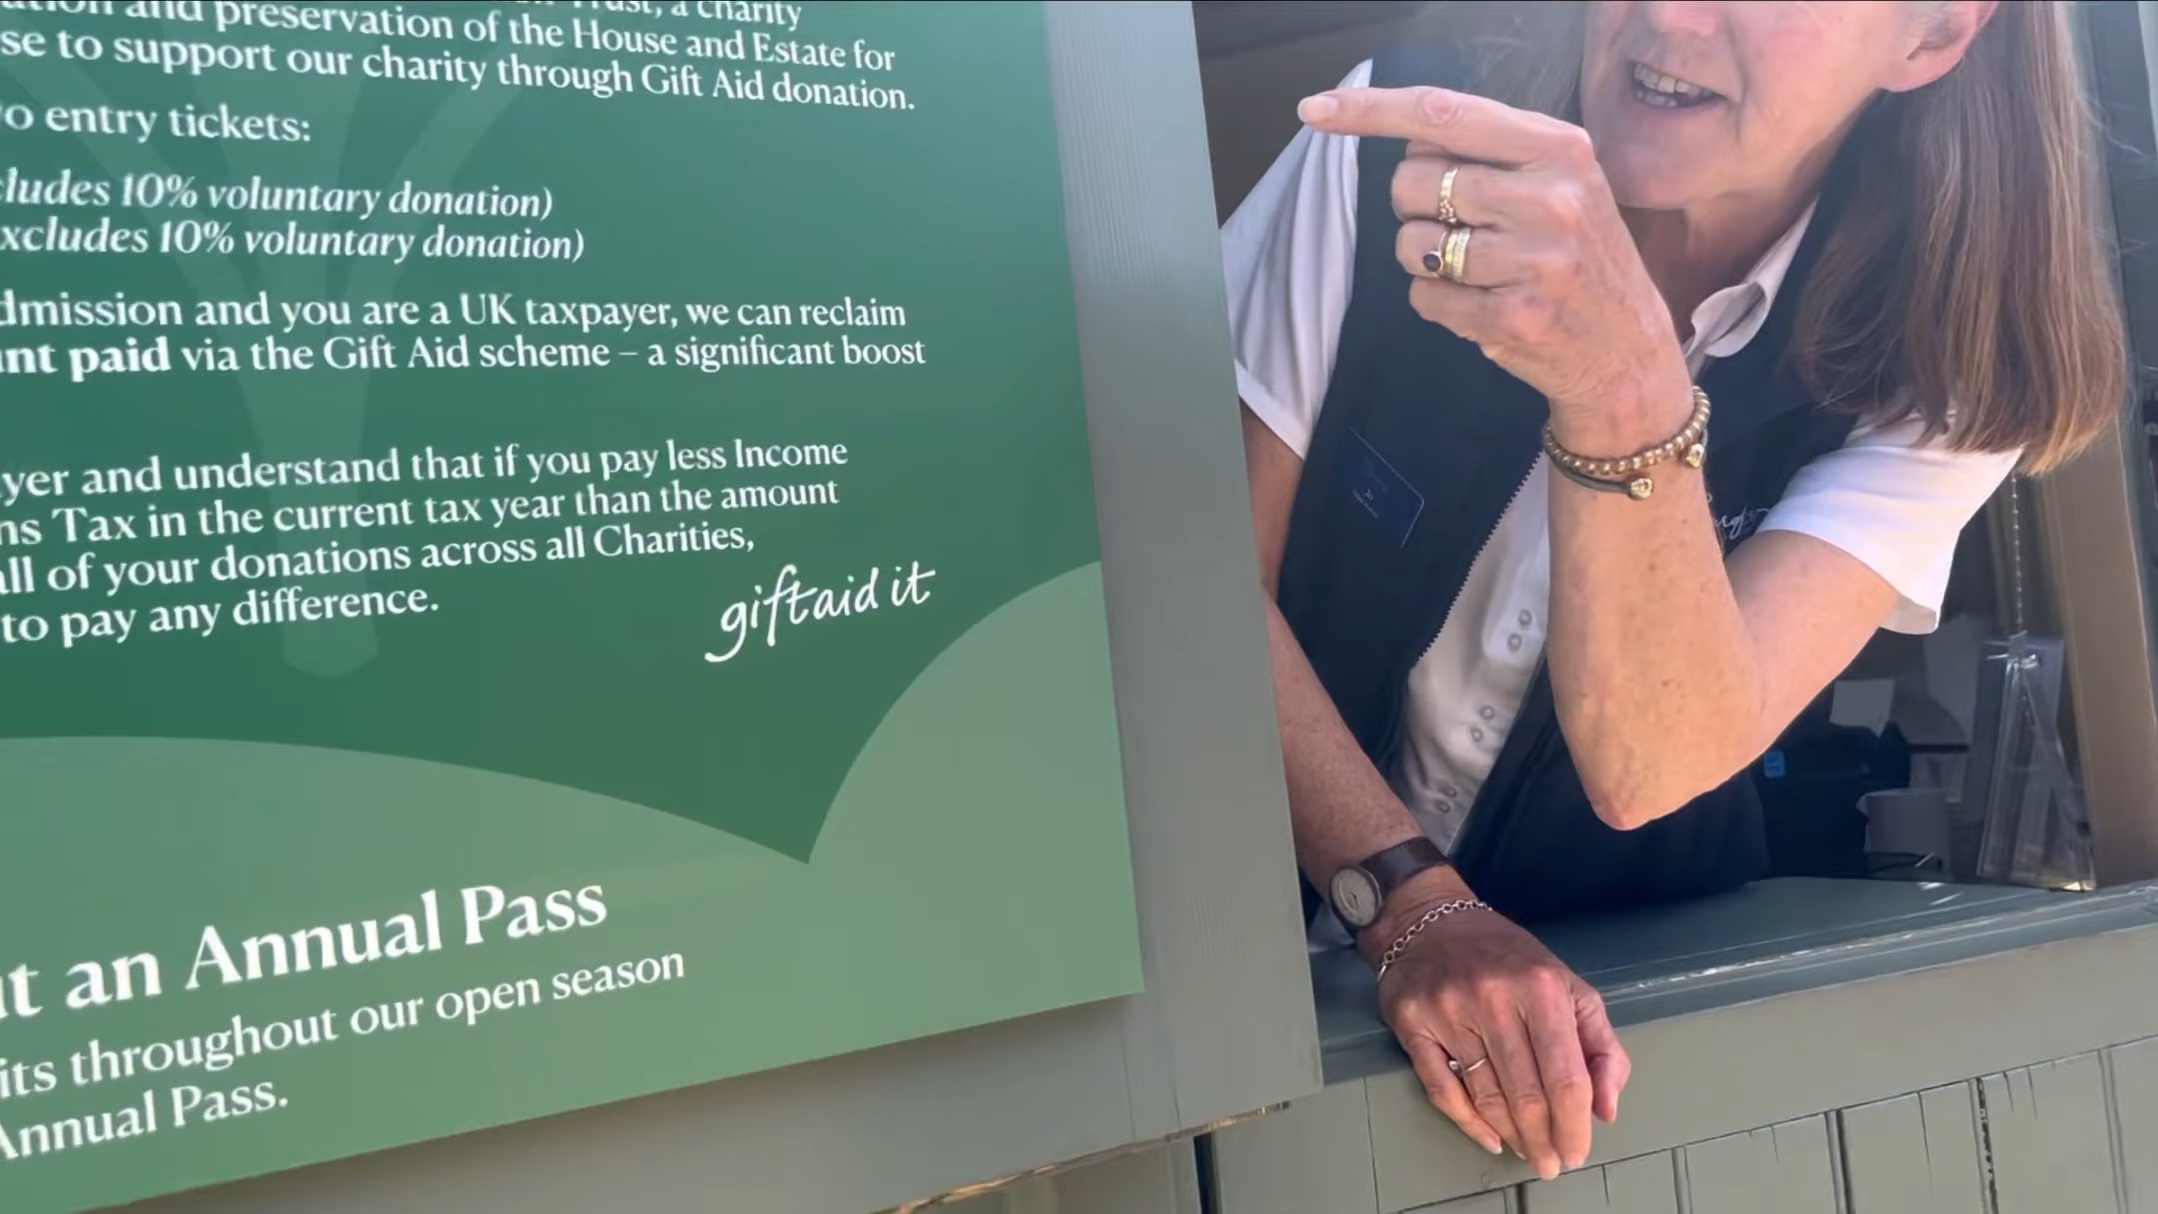 and preservation of the House and Estate for
se to support our charity through Gift Aid donation.
o entry tickets:
cludes 10% voluntary donation)
xcludes 10% voluntary donation)
dmission and you are a UK taxpayer, we can reclaim
nt paid via the Gift Aid scheme – a significant boost
yer and understand that if you pay less Income
ns Tax in the current tax year than the amount
all of your donations across all Charities,
to pay any difference.
giftaid it
ut an Annual Pass
its throughout our open season
Annual Pass.